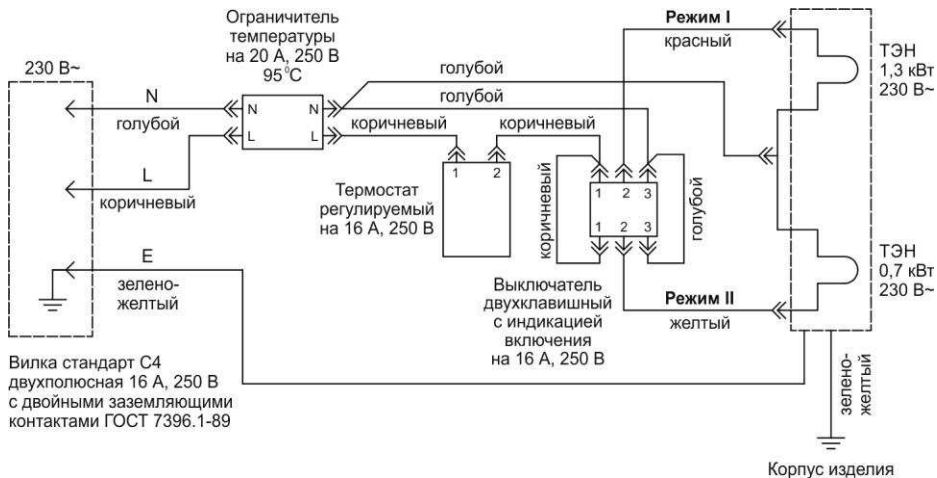 230 В~
N
голубой
L
коричневый
E
зелено-
желтый
Вилка стандарт С4
двухполюсная 16 А, 250 В
с двойными заземляющими
контактами ГОСТ 7396.1-89
Ограничитель
температуры
на 20 А, 250 В
95 °С
N N
L L
голубой
голубой
коричневый
коричневый
1 2
Термостат
регулируемый
на 16 А, 250 В
коричневый
1 2 3
1 2 3
голубой
Выключатель
двухклавишный
с индикацией
включения
на 16 А, 250 В
Режим I
красный
Режим II
желтый
ТЭН
1,3 кВт
230 В~
ТЭН
0,7 кВт
230 В~
зелено-
желтый
Корпус изделия